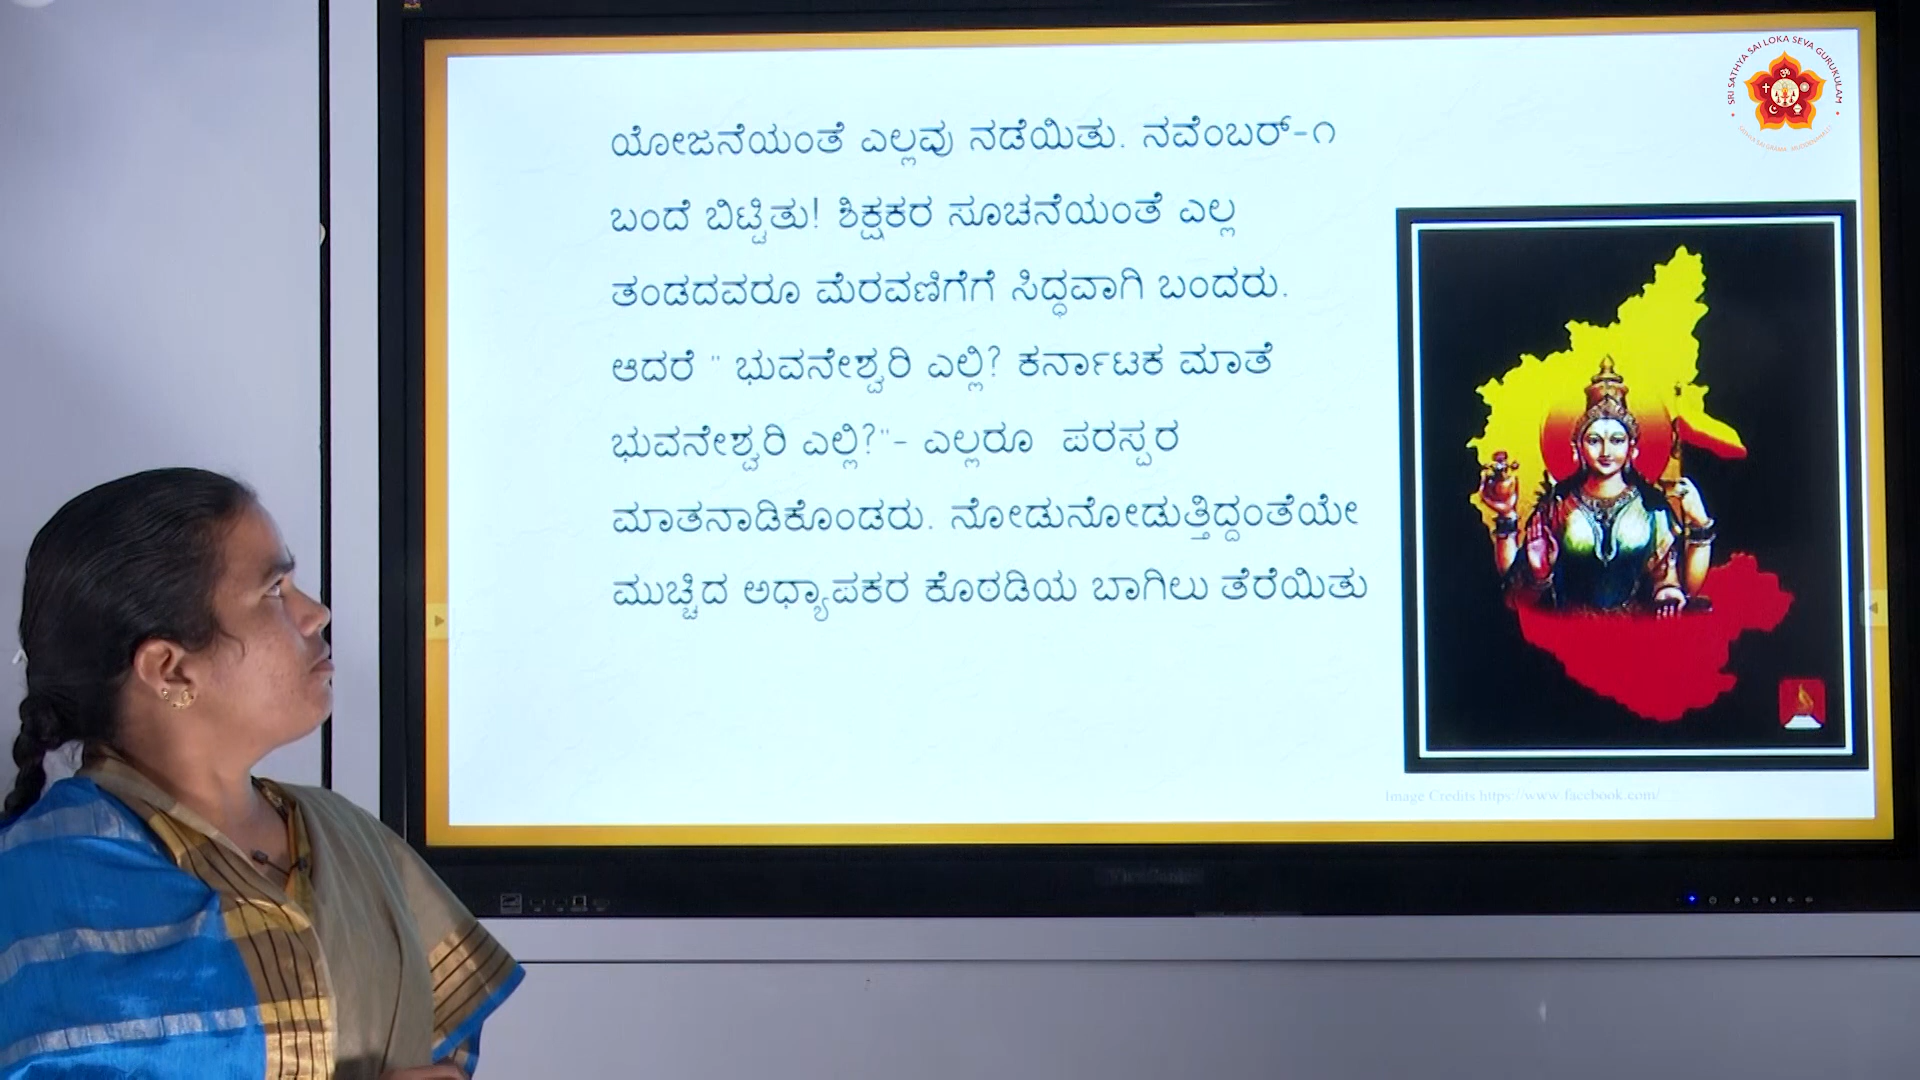 ಯೋಜನೆಯಂತೆ ಎಲ್ಲವು ನಡೆಯಿತು. ನವೆಂಬರ್-೧
ಬಂದೆ ಬಿಟ್ಟಿತು! ಶಿಕ್ಷಕರ ಸೂಚನೆಯಂತೆ ಎಲ್ಲ
ತಂಡದವರೂ ಮೆರವಣಿಗೆಗೆ ಸಿದ್ಧವಾಗಿ ಬಂದರು.
ಆದರೆ " ಭುವನೇಶ್ವರಿ ಎಲ್ಲಿ? ಕರ್ನಾಟಕ ಮಾತೆ
ಭುವನೇಶ್ವರಿ ಎಲ್ಲಿ?"- ಎಲ್ಲರೂ ಪರಸ್ಪರ
ಮಾತನಾಡಿಕೊಂಡರು. ನೋಡುನೋಡುತ್ತಿದ್ದಂತೆಯೇ
ಮುಚ್ಚಿದ ಅಧ್ಯಾಪಕರ ಕೊಠಡಿಯ ಬಾಗಿಲು ತೆರೆಯಿತು
Image Credits https://www.facebook.com/
SRI SATHYA SAI LOKA SEVA GURUKULAM
ViewSonic